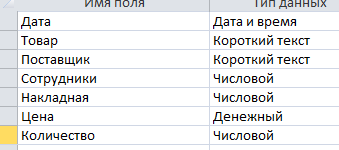 Имя поля Тип данных
Дата Дата и время
Товар Короткий текст
Поставщик Короткий текст
Сотрудники Числовой
Накладная Числовой
Цена Денежный
Количество Числовой